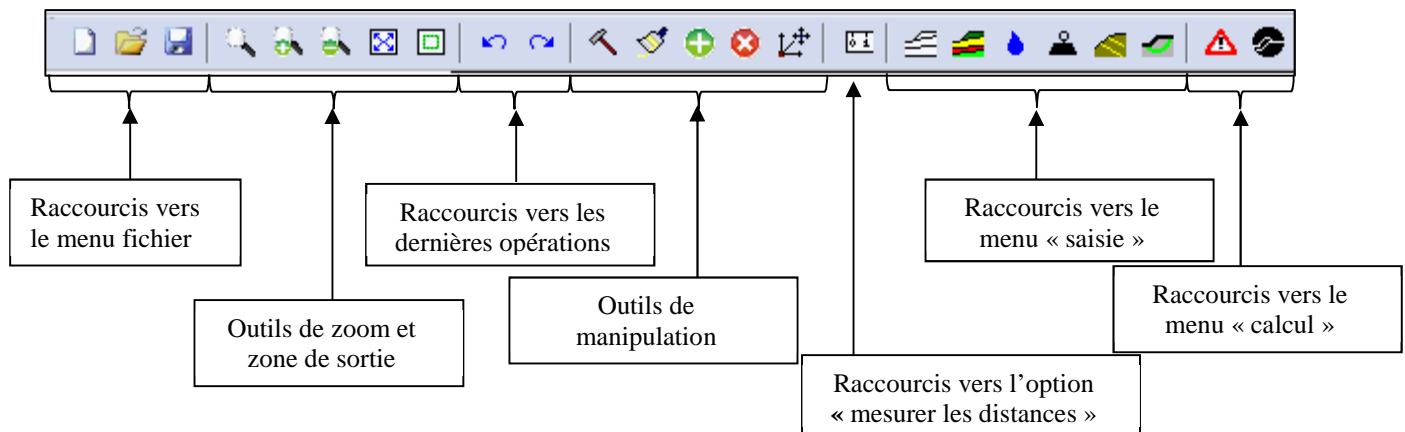 Raccourcis vers
le menu fichier
Outils de zoom et
zone de sortie
Raccourcis vers les
dernières opérations
Outils de
manipulation
Raccourcis vers l’option
« mesurer les distances »
Raccourcis vers le
menu « saisie »
Raccourcis vers le
menu « calcul »